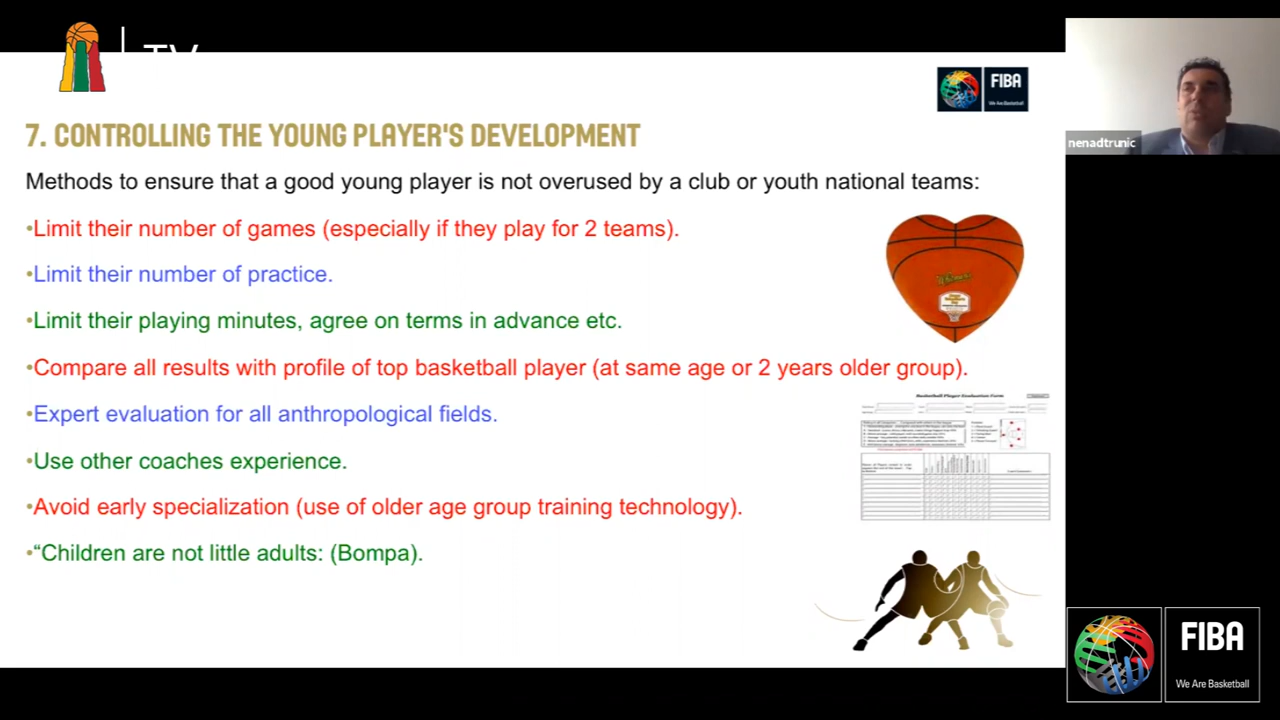 TV
FIBA
We Are Basketball
7. CONTROLLING THE YOUNG PLAYER'S DEVELOPMENT
nenadtrunic
Methods to ensure that a good young player is not overused by a club or youth national teams:
•Limit their number of games (especially if they play for 2 teams).
•Limit their number of practice.
•Limit their playing minutes, agree on terms in advance etc.
•Compare all results with profile of top basketball player (at same age or 2 years older group).
Basketball Player Evaluation Form
•Expert evaluation for all anthropological fields.
•Use other coaches experience.
•Avoid early specialization (use of older age group training technology).
•“Children are not little adults: (Bompa).
FIBA
We Are Basketball